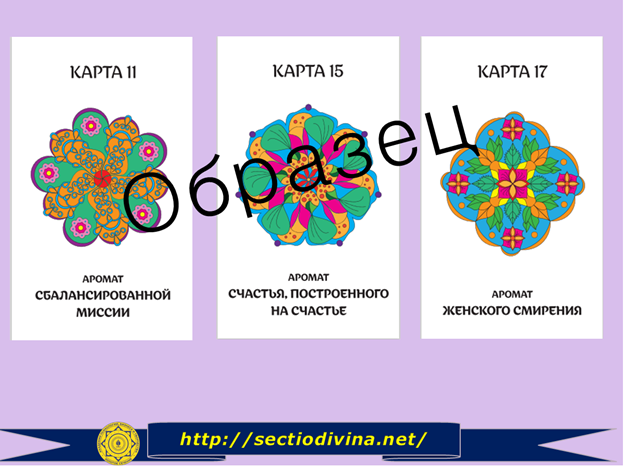 КАРТА 11
АРОМАТ
СБАЛАНСИРОВАННОЙ
МИССИИ
КАРТА 15
АРОМАТ
СЧАСТЬЯ, ПОСТРОЕННОГО
НА СЧАСТЬЕ
КАРТА 17
АРОМАТ
ЖЕНСКОГО СМИРЕНИЯ
Образец
http://sectiodivina.net/